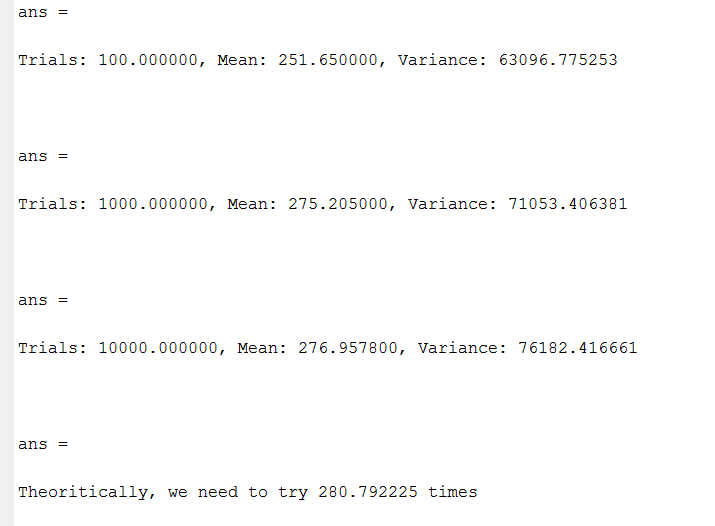 ans =
Trials: 100.000000, Mean: 251.650000, Variance: 63096.775253
ans =
Trials: 1000.000000, Mean: 275.205000, Variance: 71053.406381
ans =
Trials: 10000.000000, Mean: 276.957800, Variance: 76182.416661
ans =
Theoritically, we need to try 280.792225 times